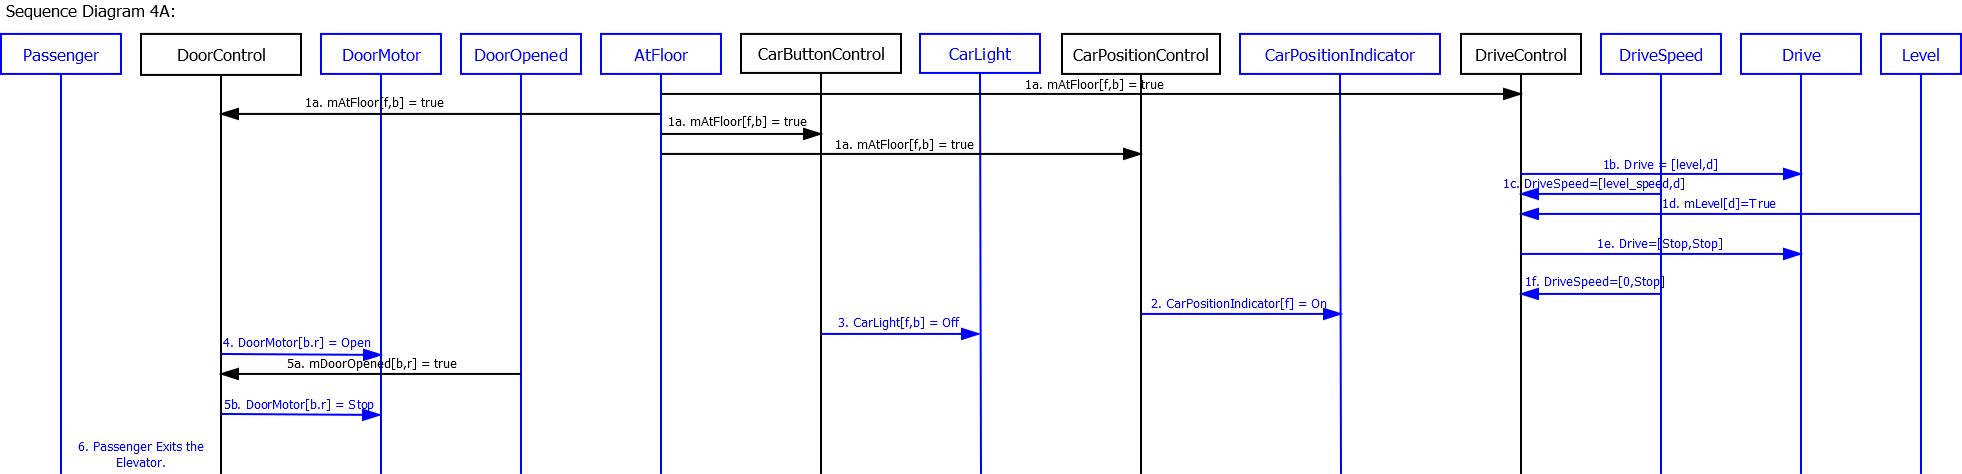 Sequence Diagram 4A:
Passenger
DoorControl
DoorMotor
DoorOpened
AtFloor
CarButtonControl
CarLight
CarPositionControl
CarPositionIndicator
DriveControl
DriveSpeed
Drive
Level
1a. mAtFloor[f,b] = true
1a. mAtFloor[f,b] = true
1a. mAtFloor[f,b] = true
1a. mAtFloor[f,b] = true
1b. Drive = [level,d]
1c. DriveSpeed=[level_speed,d]
1d. mLevel[d]=True
1e. Drive=[Stop,Stop]
1f. DriveSpeed=[0,Stop]
2. CarPositionIndicator[f] = On
3. CarLight[f,b] = Off
4. DoorMotor[b.r] = Open
5a. mDoorOpened[b,r] = true
5b. DoorMotor[b.r] = Stop
6. Passenger Exits the
Elevator.